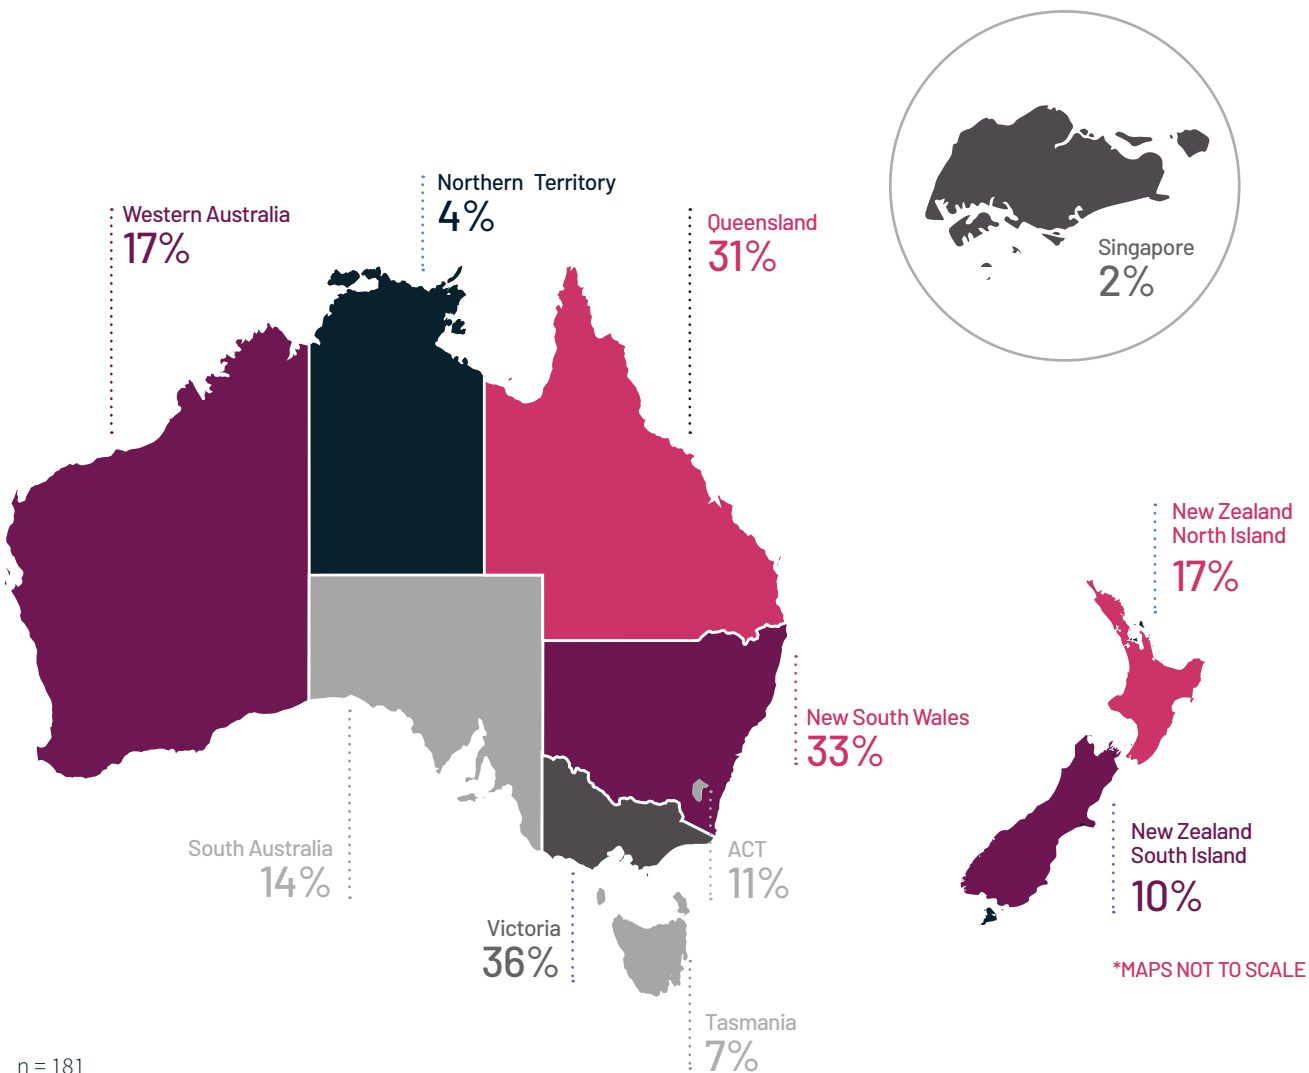 Northern Territory
4%
Western Australia
17%
Queensland
31%
Singapore
2%
New Zealand
North Island
17%
New South Wales
33%
South Australia
14%
ACT
11%
New Zealand
South Island
10%
Victoria
36%
*MAPS NOT TO SCALE
Tasmania
7%
n = 181